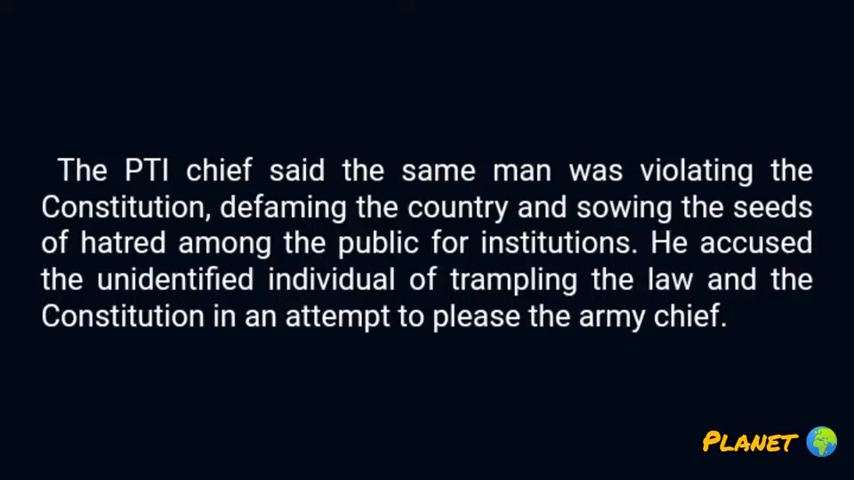 The PTI chief said the same man was violating the
Constitution, defaming the country and sowing the seeds
of hatred among the public for institutions. He accused
the unidentified individual of trampling the law and the
Constitution in an attempt to please the army chief.
PLANET